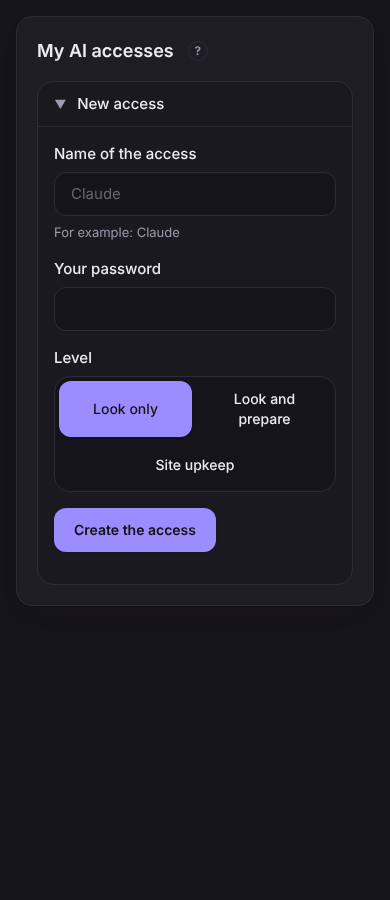 My AI accesses ?
New access
Name of the access
Claude
For example: Claude
Your password
Level
Look only
Look and
prepare
Site upkeep
Create the access